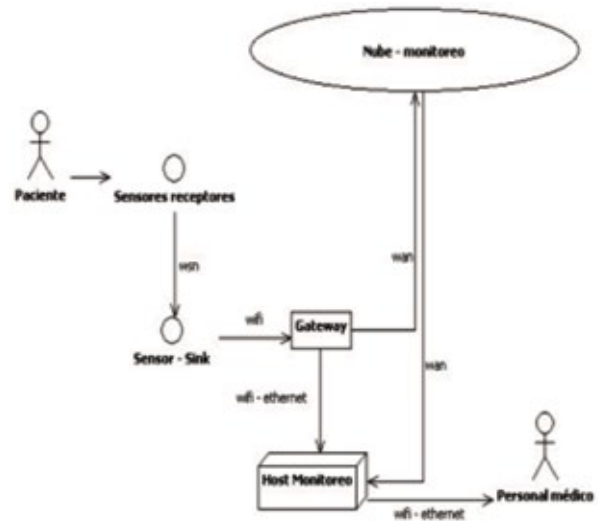 Nube - monitoreo
Paciente
Sensores receptores
wsn
wan
Sensor - Sink
wifi
Gateway
wan
wifi - ethernet
Host Monitoreo
wifi - ethernet
Personal médico